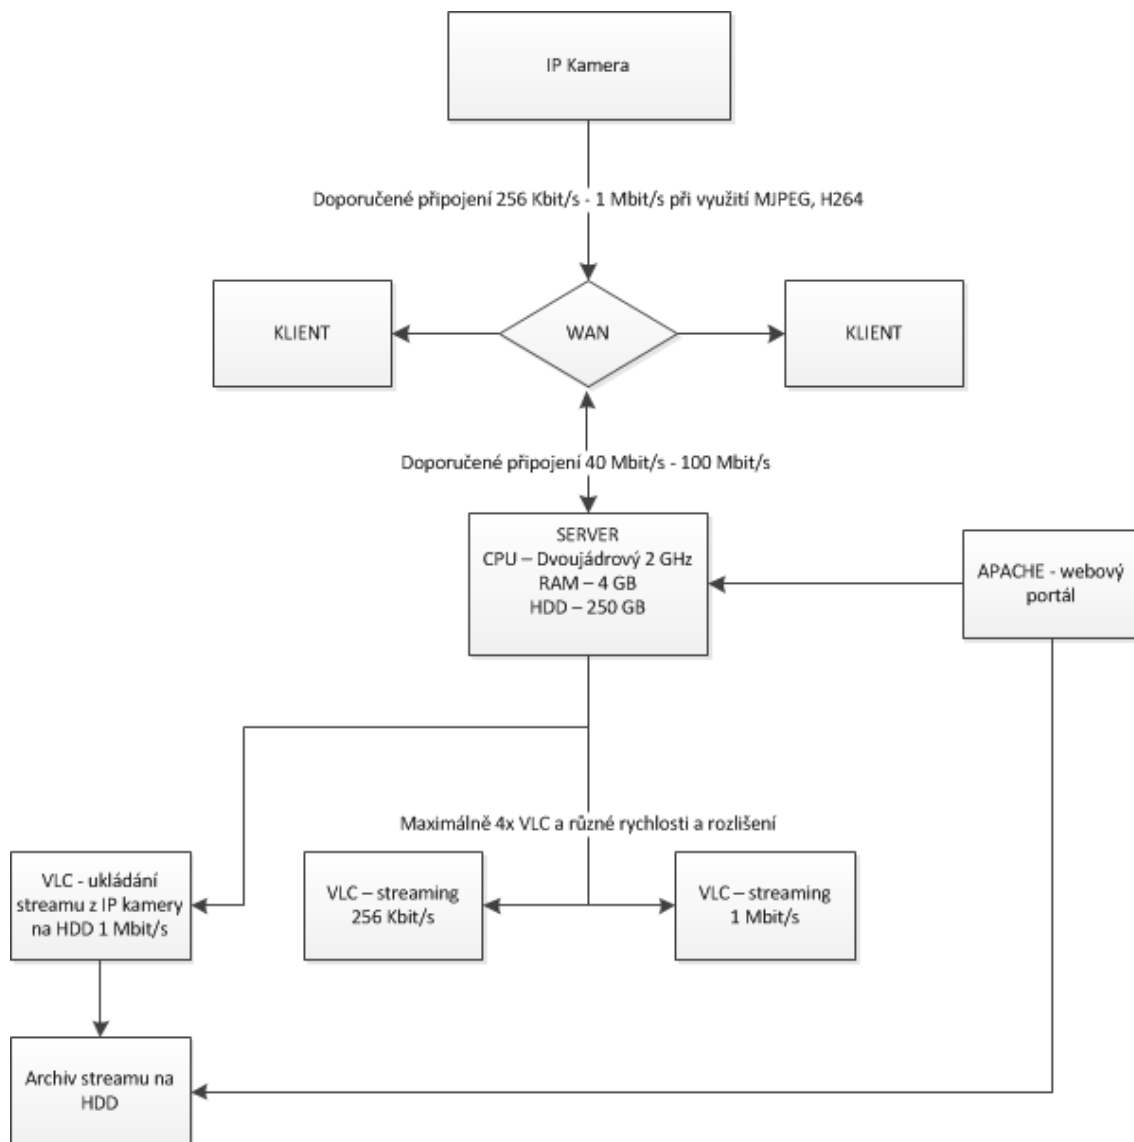 IP Kamera
Doporučené připojení 256 Kbit/s - 1 Mbit/s při využití MJPEG, H264
KLIENT
WAN
KLIENT
Doporučené připojení 40 Mbit/s - 100 Mbit/s
SERVER
CPU – Dvoujádrový 2 GHz
RAM – 4 GB
HDD – 250 GB
APACHE - webový
portál
Maximálně 4x VLC a různé rychlosti a rozlišení
VLC - ukládání
streamu z IP kamery
na HDD 1 Mbit/s
VLC – streaming
256 Kbit/s
VLC – streaming
1 Mbit/s
Archiv streamu na
HDD